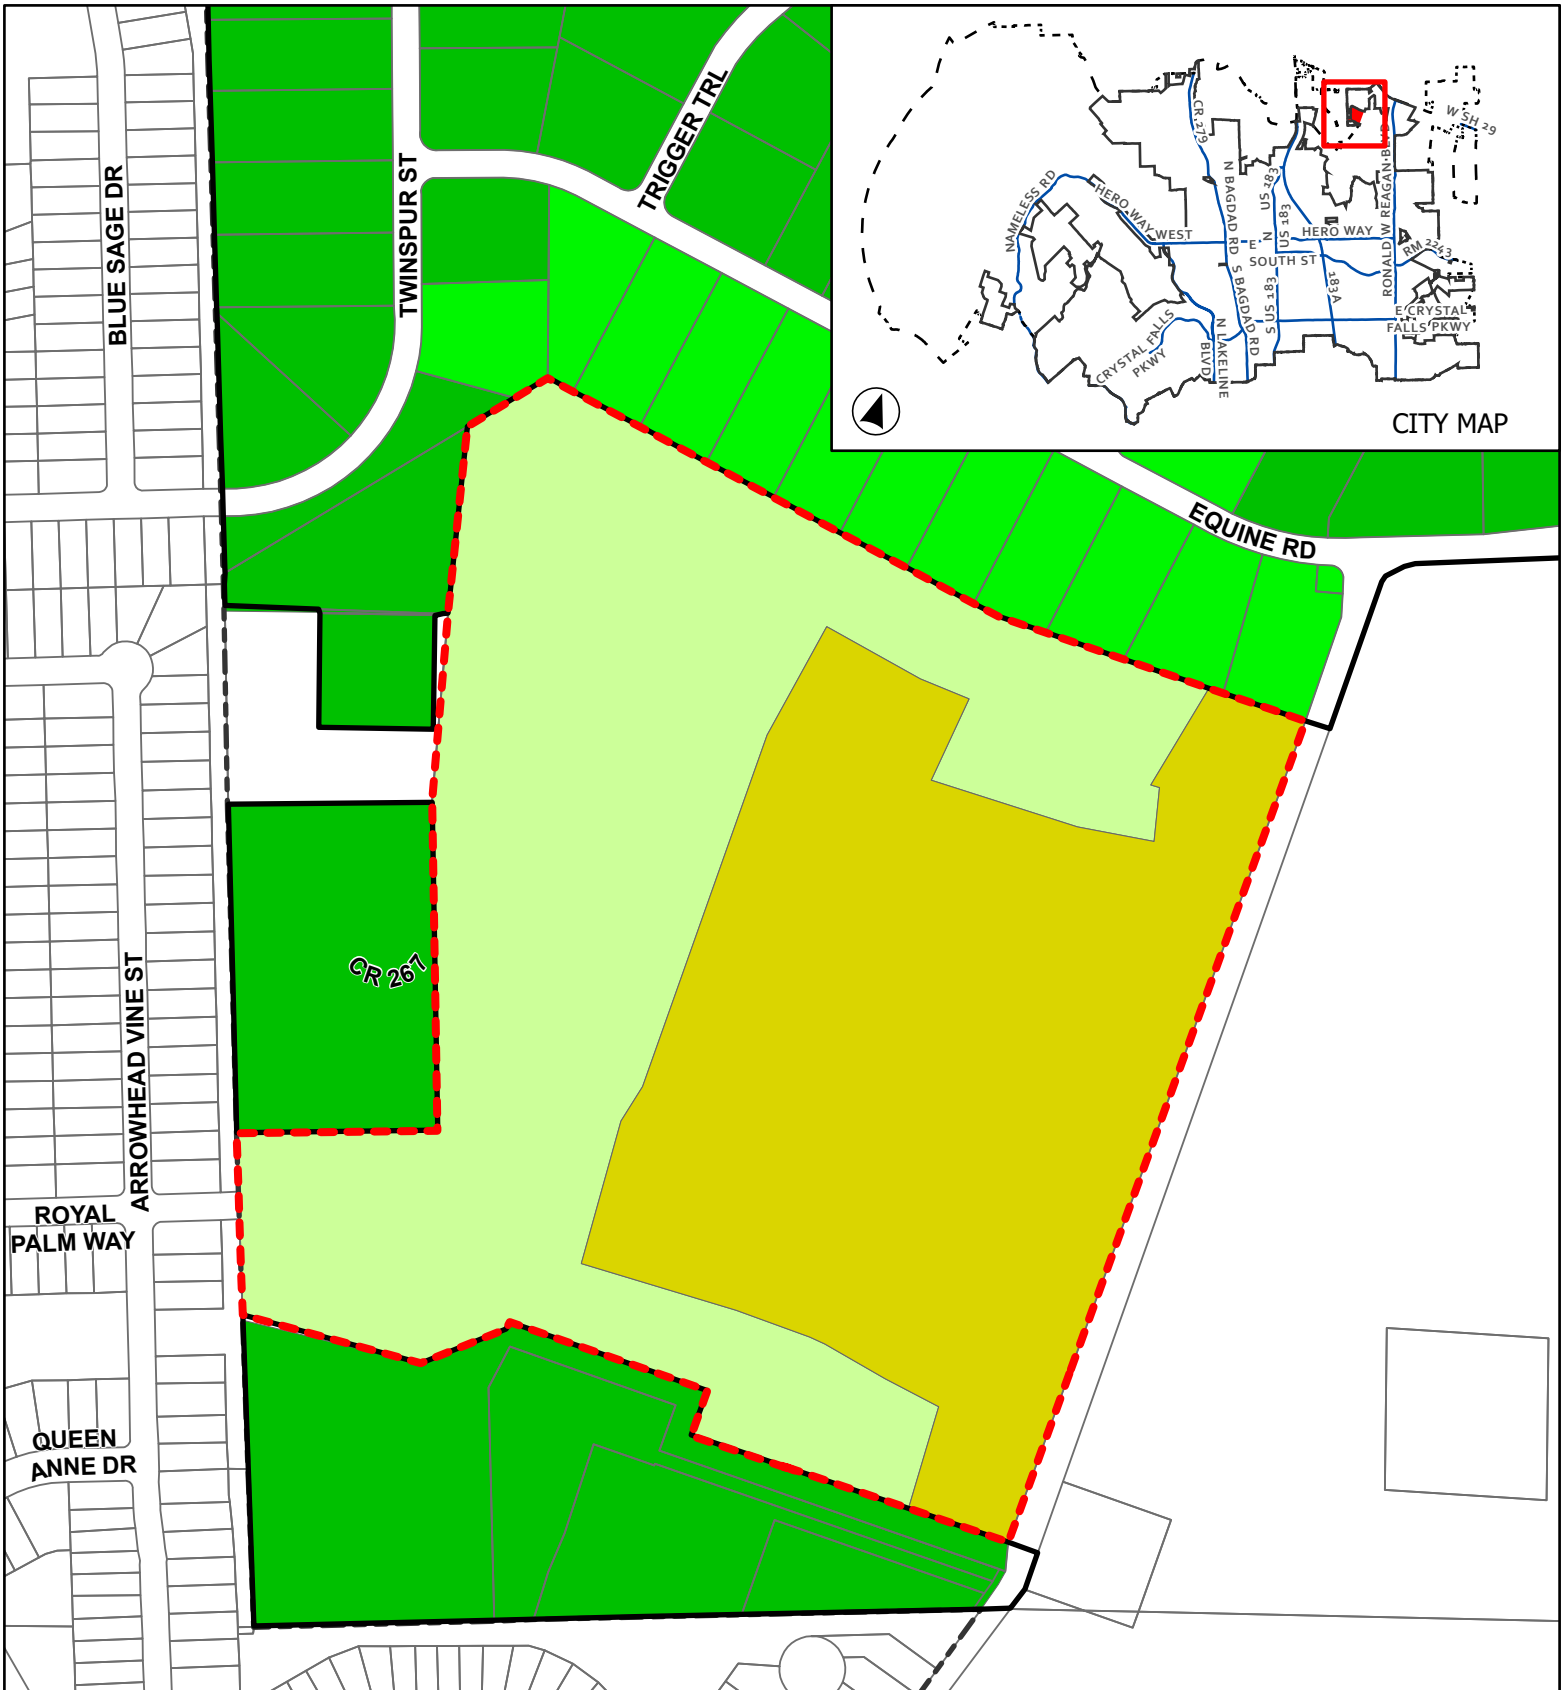 BLUE SAGE DR
TWINSPUR ST
TRIGGER TRL
EQUINE RD
CR 267
ARROWHEAD VINE ST
ROYAL
PALM WAY
QUEEN
ANNE DR
CR 279
W SH 29
NAMELESS RD
HERO WAY
WEST
N BAGDAD RD
US 183
N
US 183
E
HERO WAY
SOUTH ST
RONALD W REAGAN BLVD
RM 2243
183A
S BAGDAD RD
S US 183
E CRYSTAL
FALLS PKWY
CRYSTAL FALLS
PKWY
N LAKELINE
BLVD
CITY MAP